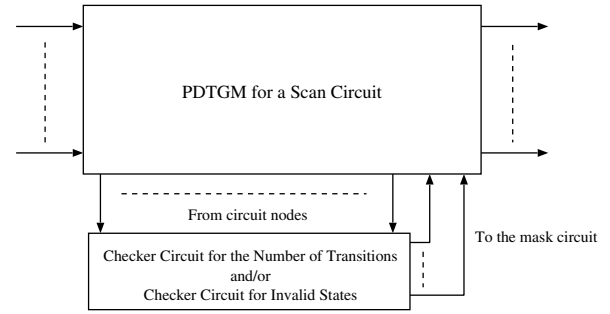 PDTGM for a Scan Circuit
From circuit nodes
To the mask circuit
Checker Circuit for the Number of Transitions
and/or
Checker Circuit for Invalid States